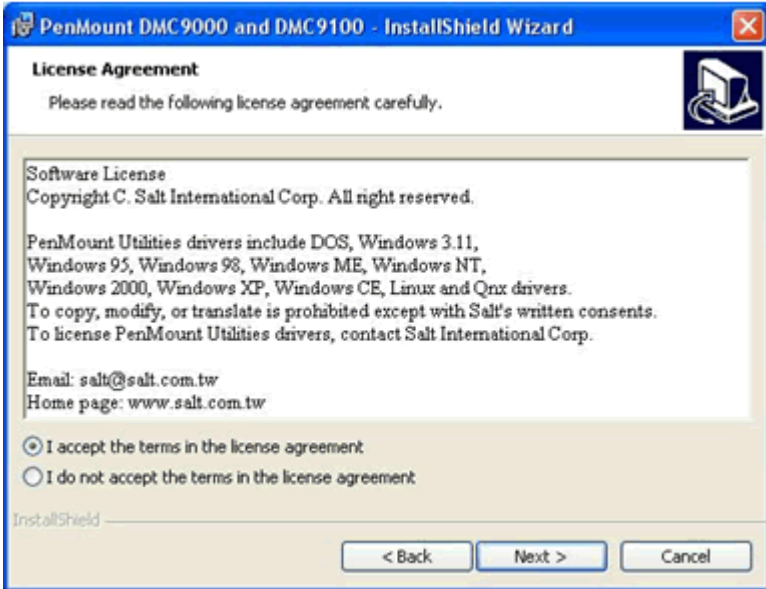 PenMount DMC9000 and DMC9100 - InstallShield Wizard
License Agreement
Please read the following license agreement carefully.
Software License
Copyright C. Salt International Corp. All right reserved.
PenMount Utilities drivers include DOS, Windows 3.11,
Windows 95, Windows 98, Windows ME, Windows NT,
Windows 2000, Windows XP, Windows CE, Linux and Qnx drivers.
To copy, modify, or translate is prohibited except with Salt's written consents.
To license PenMount Utilities drivers, contact Salt International Corp.
Email: salt@salt.com.tw
Home page: www.salt.com.tw
I accept the terms in the license agreement
I do not accept the terms in the license agreement
InstallShield
< Back Next > Cancel